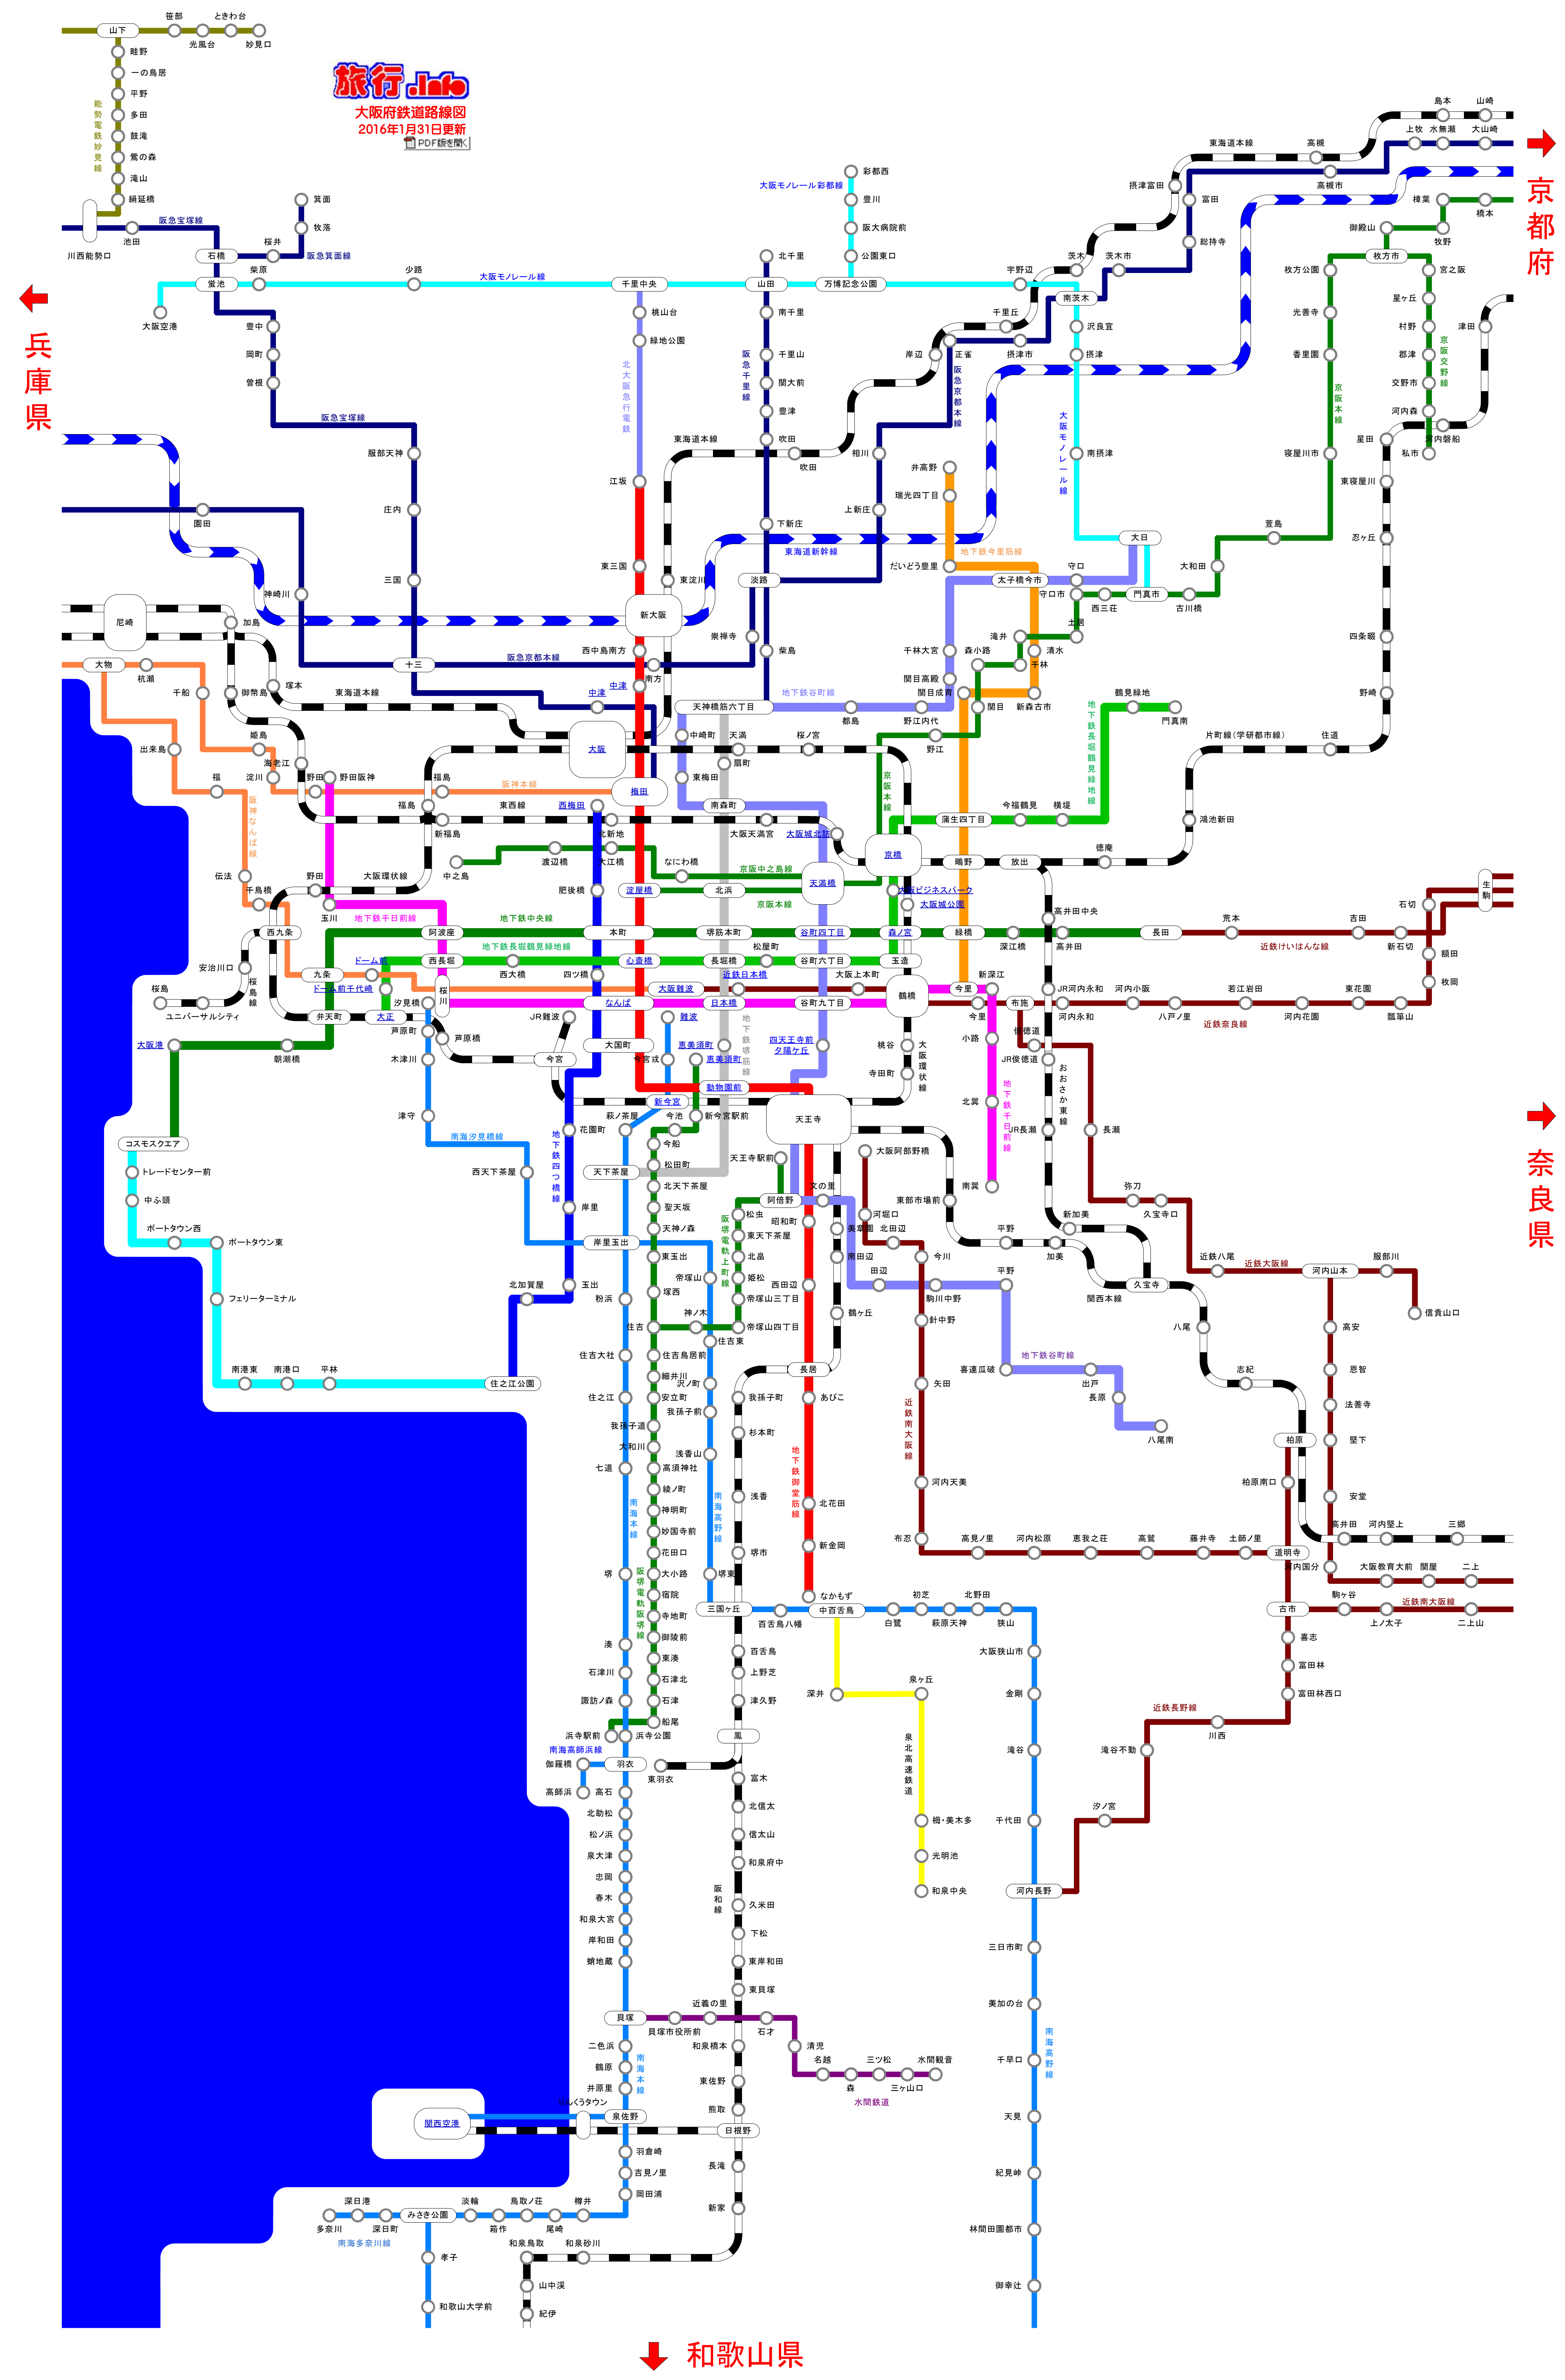 旅行.Info
大阪府鉄道路線図
2016年1月31日更新
PDF版を開く
京都府
兵庫県
奈良県
和歌山県
山下
笹部
光風台
ときわ台
妙見口
畦野
一の鳥居
平野
多田
鼓滝
鶯の森
滝山
絹延橋
能勢電鉄妙見線
川西能勢口
池田
阪急宝塚線
石橋
桜井
牧落
箕面
阪急箕面線
蛍池
柴原
少路
大阪モノレール線
千里中央
山田
万博記念公園
宇野辺
南茨木
大阪空港
大阪モノレール彩都線
彩都西
豊川
阪大病院前
公園東口
北千里
南千里
千里山
関大前
豊津
吹田
下新庄
阪急千里線
桃山台
緑地公園
北大阪急行電鉄
江坂
豊中
岡町
曽根
阪急宝塚線
服部天神
庄内
三国
十三
園田
神崎川
東海道本線
島本
山崎
上牧
水無瀬
大山崎
高槻
高槻市
摂津富田
富田
総持寺
茨木
茨木市
千里丘
岸辺
正雀
摂津市
阪急京都本線
相川
上新庄
淡路
東海道本線
吹田
東淀川
新大阪
東海道新幹線
沢良宜
摂津
南摂津
大阪モノレール線
大日
門真市
樟葉
橋本
牧野
御殿山
枚方市
枚方公園
光善寺
香里園
寝屋川市
京阪本線
宮之阪
星ヶ丘
村野
郡津
交野市
河内森
私市
京阪交野線
津田
河内磐船
星田
東寝屋川
忍ヶ丘
四条畷
野崎
住道
片町線(学研都市線)
鴻池新田
徳庵
萱島
大和田
古川橋
西三荘
守口市
土居
滝井
千林
森小路
関目
野江
京阪本線
井高野
瑞光四丁目
だいどう豊里
地下鉄今里筋線
太子橋今市
守口
清水
新森古市
関目成育
千林大宮
関目高殿
野江内代
都島
天神橋筋六丁目
地下鉄谷町線
崇禅寺
柴島
南方
阪急京都本線
東三国
西中島南方
中津
中津
尼崎
加島
塚本
御幣島
東海道本線
大物
杭瀬
千船
姫島
淀川
野田
野田阪神
福島
阪神本線
梅田
大阪
出来島
福
伝法
千鳥橋
阪神なんば線
海老江
新福島
福島
東西線
西梅田
北新地
大阪天満宮
大阪城北詰
中崎町
東梅田
天満
扇町
桜ノ宮
南森町
京橋
蒲生四丁目
今福鶴見
横堤
鶴見緑地
門真南
地下鉄長堀鶴見緑地線
鴫野
放出
中之島
渡辺橋
大江橋
なにわ橋
京阪中之島線
天満橋
淀屋橋
北浜
京阪本線
肥後橋
大阪ビジネスパーク
大阪城公園
野田
大阪環状線
玉川
地下鉄千日前線
地下鉄中央線
西九条
阿波座
本町
堺筋本町
谷町四丁目
森ノ宮
緑橋
深江橋
高井田
高井田中央
長田
荒本
吉田
新石切
近鉄けいはんな線
生駒
石切
額田
枚岡
地下鉄長堀鶴見緑地線
西長堀
西大橋
四ツ橋
心斎橋
長堀橋
松屋町
谷町六丁目
玉造
九条
ドーム前
ドーム前千代崎
桜川
汐見橋
大阪難波
近鉄日本橋
大阪上本町
鶴橋
今里
今里
新深江
なんば
日本橋
谷町九丁目
布施
JR河内永和
河内永和
河内小阪
八戸ノ里
若江岩田
河内花園
東花園
瓢箪山
近鉄奈良線
安治川口
桜島
ユニバーサルシティ
桜島線
弁天町
大正
大阪港
朝潮橋
芦原町
芦原橋
木津川
津守
南海汐見橋線
西天下茶屋
JR難波
今宮
難波
大国町
今宮戎
恵美須町
恵美須町
地下鉄堺筋線
四天王寺前
夕陽ケ丘
動物園前
新今宮
新今宮駅前
今池
萩ノ茶屋
花園町
天下茶屋
天王寺
桃谷
寺田町
大阪環状線
小路
北巽
南巽
地下鉄千日前線
俊徳道
JR俊徳道
JR長瀬
おおさか東線
長瀬
弥刀
久宝寺口
新加美
久宝寺
加美
平野
東部市場前
関西本線
八尾
志紀
柏原
柏原南口
高井田
河内堅上
三郷
近鉄八尾
近鉄大阪線
河内山本
服部川
信貴山口
高安
恩智
法善寺
堅下
安堂
河内国分
大阪教育大前
関屋
二上
コスモスクエア
トレードセンター前
中ふ頭
ポートタウン西
ポートタウン東
フェリーターミナル
南港東
南港口
平林
住之江公園
地下鉄四つ橋線
岸里
玉出
北加賀屋
今船
松田町
北天下茶屋
聖天坂
天神ノ森
東玉出
塚西
住吉
岸里玉出
粉浜
住吉大社
住之江
七道
南海本線
堺
湊
石津川
諏訪ノ森
浜寺公園
羽衣
住吉鳥居前
細井川
安立町
我孫子道
大和川
高須神社
綾ノ町
神明町
妙国寺前
花田口
大小路
宿院
寺地町
御陵前
東湊
石津北
石津
船尾
浜寺駅前
阪堺電軌阪堺線
帝塚山
住吉東
沢ノ町
我孫子前
浅香山
堺東
南海高野線
神ノ木
天王寺駅前
阿倍野
松虫
東天下茶屋
北畠
姫松
帝塚山三丁目
帝塚山四丁目
阪堺電軌上町線
文の里
昭和町
西田辺
長居
あびこ
北花田
新金岡
なかもず
地下鉄御堂筋線
美章園
南田辺
鶴ヶ丘
我孫子町
杉本町
浅香
堺市
三国ヶ丘
大阪阿部野橋
河堀口
北田辺
今川
針中野
矢田
河内天美
布忍
近鉄南大阪線
田辺
駒川中野
平野
喜連瓜破
出戸
長原
八尾南
地下鉄谷町線
高見ノ里
河内松原
恵我之荘
高鷲
藤井寺
土師ノ里
道明寺
古市
駒ヶ谷
上ノ太子
二上山
近鉄南大阪線
喜志
富田林
富田林西口
川西
近鉄長野線
滝谷不動
汐ノ宮
河内長野
百舌鳥八幡
中百舌鳥
白鷺
初芝
萩原天神
北野田
狭山
大阪狭山市
金剛
滝谷
千代田
三日市町
美加の台
千早口
天見
紀見峠
林間田園都市
御幸辻
南海高野線
深井
泉ヶ丘
栂・美木多
光明池
和泉中央
泉北高速鉄道
百舌鳥
上野芝
津久野
鳳
東羽衣
富木
北信太
信太山
和泉府中
久米田
下松
東岸和田
東貝塚
和泉橋本
東佐野
熊取
日根野
長滝
新家
和泉砂川
和泉鳥取
山中渓
紀伊
阪和線
南海高師浜線
伽羅橋
高師浜
高石
北助松
松ノ浜
泉大津
忠岡
春木
和泉大宮
岸和田
蛸地蔵
貝塚
二色浜
鶴原
井原里
泉佐野
南海本線
貝塚市役所前
近義の里
石才
清児
名越
森
三ツ松
三ヶ山口
水間観音
水間鉄道
関西空港
りんくうタウン
羽倉崎
吉見ノ里
岡田浦
樽井
尾崎
鳥取ノ荘
箱作
淡輪
みさき公園
深日町
深日港
多奈川
南海多奈川線
孝子
和歌山大学前